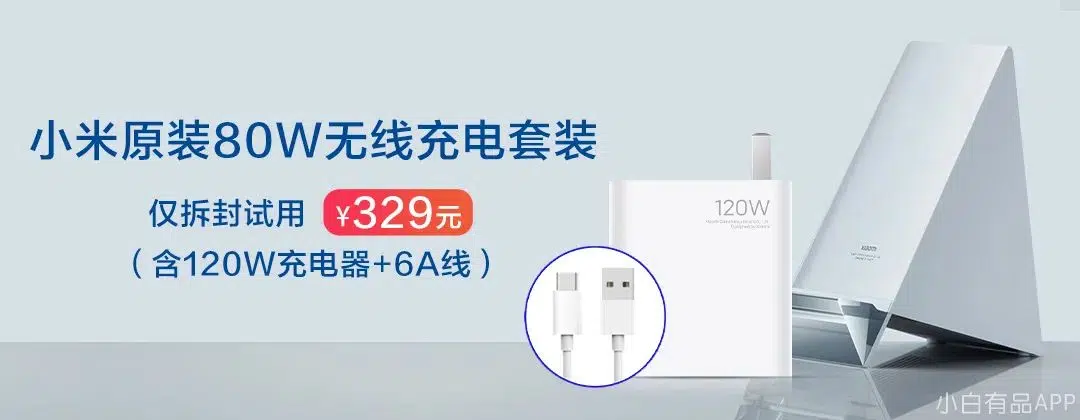 小米原装80W无线充电套装
仅拆封试用 ¥329元
（含120W充电器+6A线）
120W
xiaomi
小白有品APP